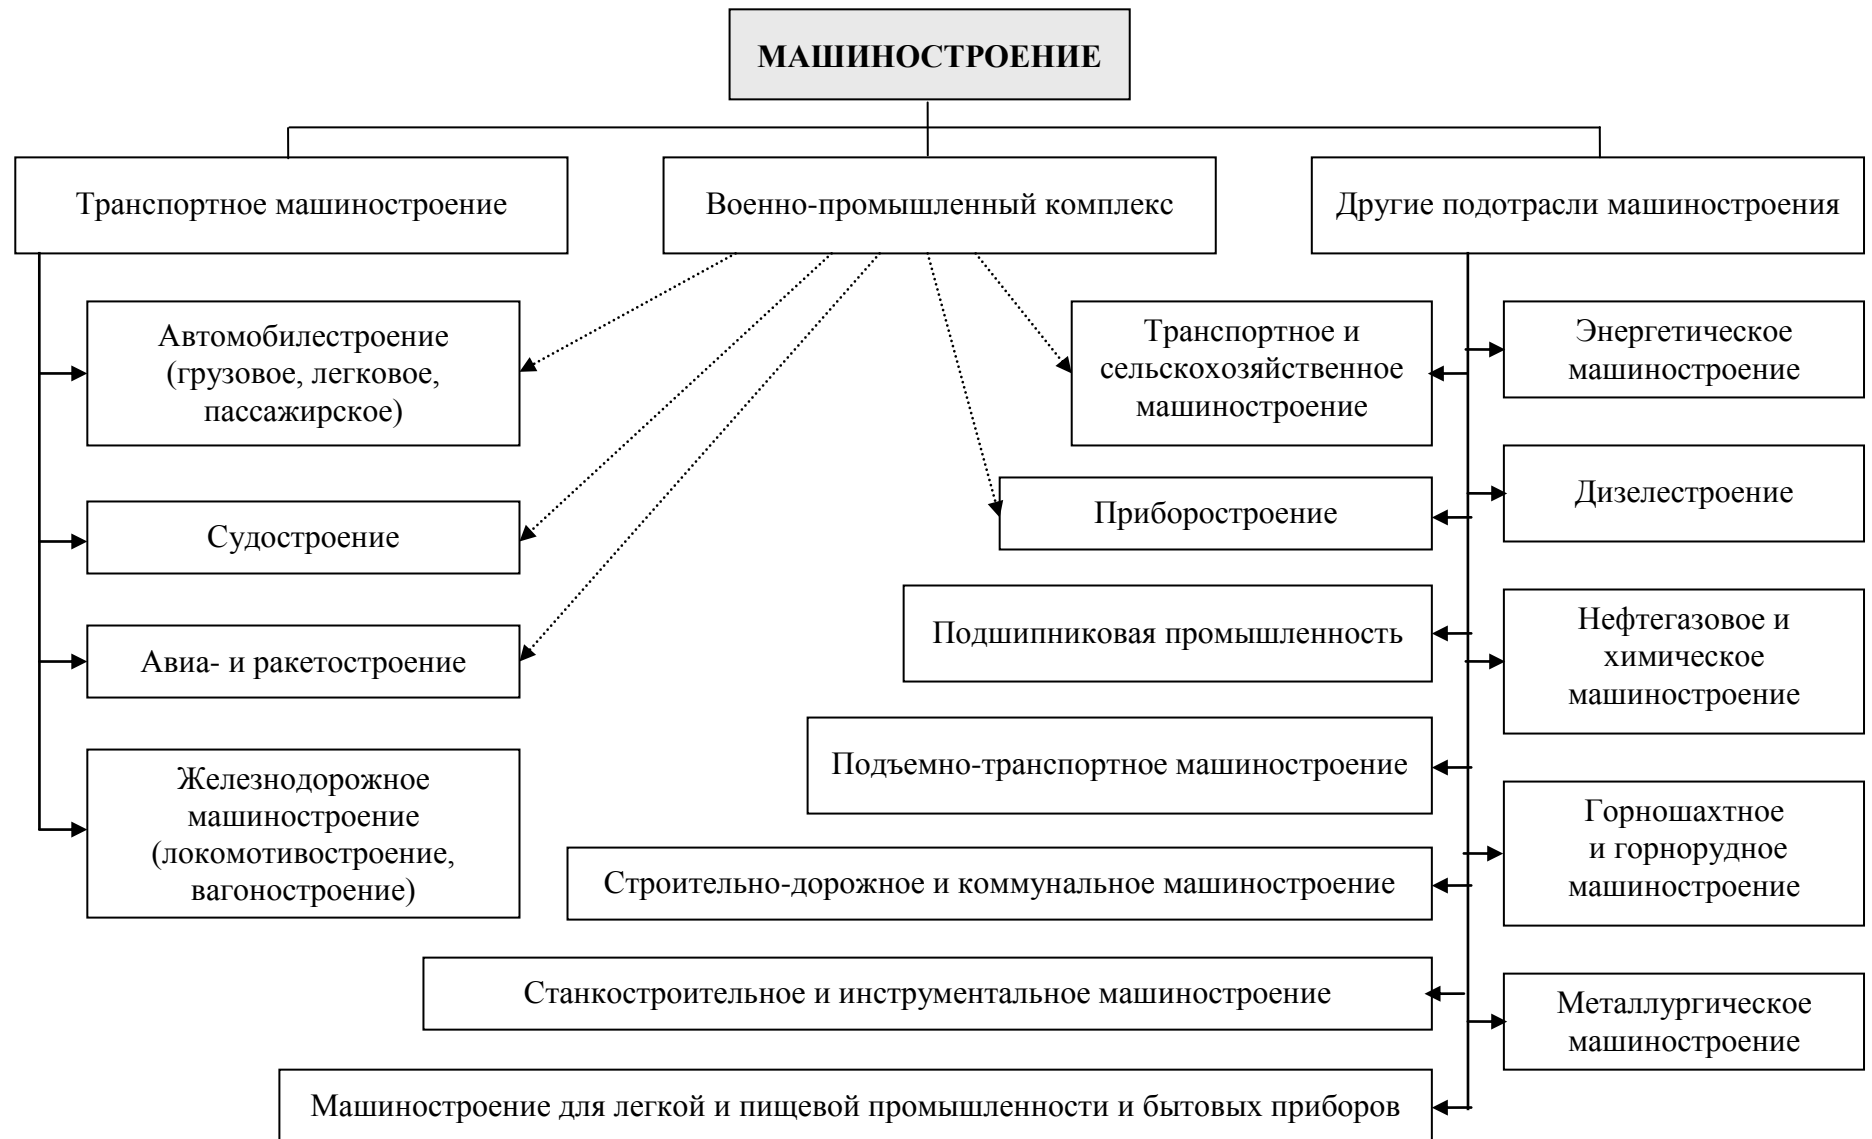 МАШИНОСТРОЕНИЕ
Транспортное машиностроение
Военно-промышленный комплекс
Другие подотрасли машиностроения
Автомобилестроение
(грузовое, легковое,
пассажирское)
Судостроение
Авиа- и ракетостроение
Железнодорожное
машиностроение
(локомотивостроение,
вагоностроение)
Транспортное и
сельскохозяйственное
машиностроение
Приборостроение
Подшипниковая промышленность
Подъемно-транспортное машиностроение
Строительно-дорожное и коммунальное машиностроение
Станкостроительное и инструментальное машиностроение
Машиностроение для легкой и пищевой промышленности и бытовых приборов
Энергетическое
машиностроение
Дизелестроение
Нефтегазовое и
химическое
машиностроение
Горношахтное
и горнорудное
машиностроение
Металлургическое
машиностроение